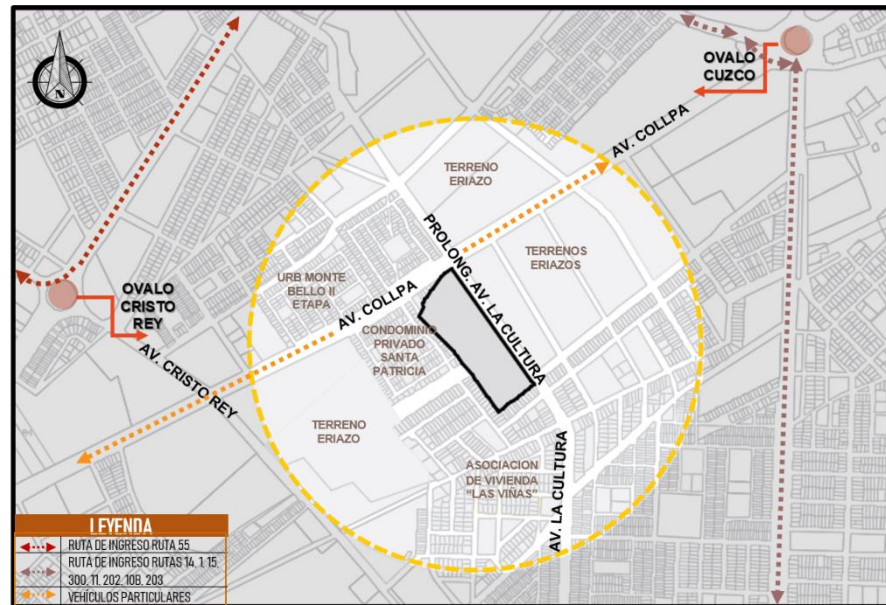 N
OVALO
CUZCO
AV. COLLPA
TERRENO
ERIAZO
PROLONG. AV. LA CULTURA
TERRENOS
ERIAZOS
URB MONTE
BELLO II
ETAPA
AV. COLLPA
OVALO
CRISTO
REY
CONDOMINIO
PRIVADO
SANTA
PATRICIA
AV. CRISTO REY
TERRENO
ERIAZO
ASOCIACION
DE VIVIENDA
"LAS VIÑAS"
AV. LA CULTURA
LEYENDA
RUTA DE INGRESO RUTA 55
RUTA DE INGRESO RUTAS 14, 1, 15,
300, 11, 202, 10B, 203
VEHÍCULOS PARTICULARES